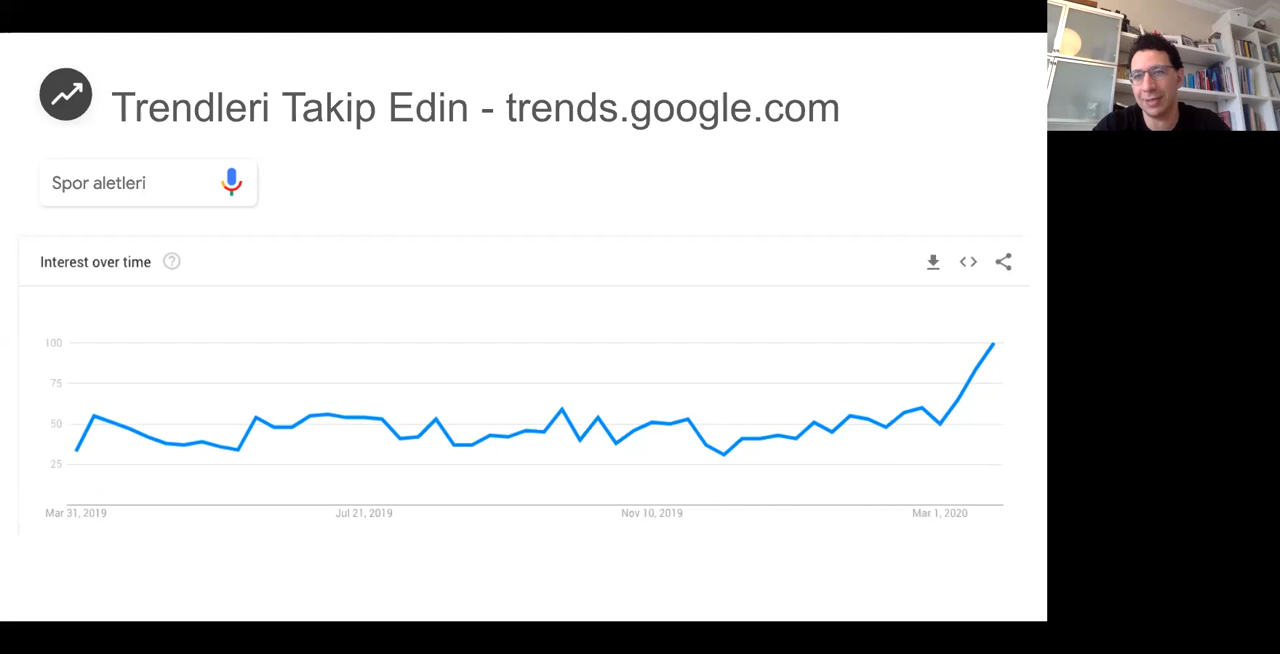 Trendleri Takip Edin - trends.google.com
Spor aletleri
Interest over time
100
75
50
25
Mar 31, 2019 Jul 21, 2019 Nov 10, 2019 Mar 1, 2020